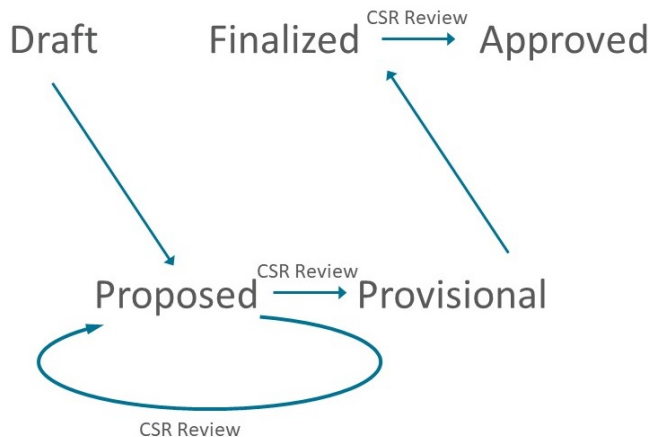 Draft
Finalized
CSR Review
Approved
Proposed
CSR Review
Provisional
CSR Review